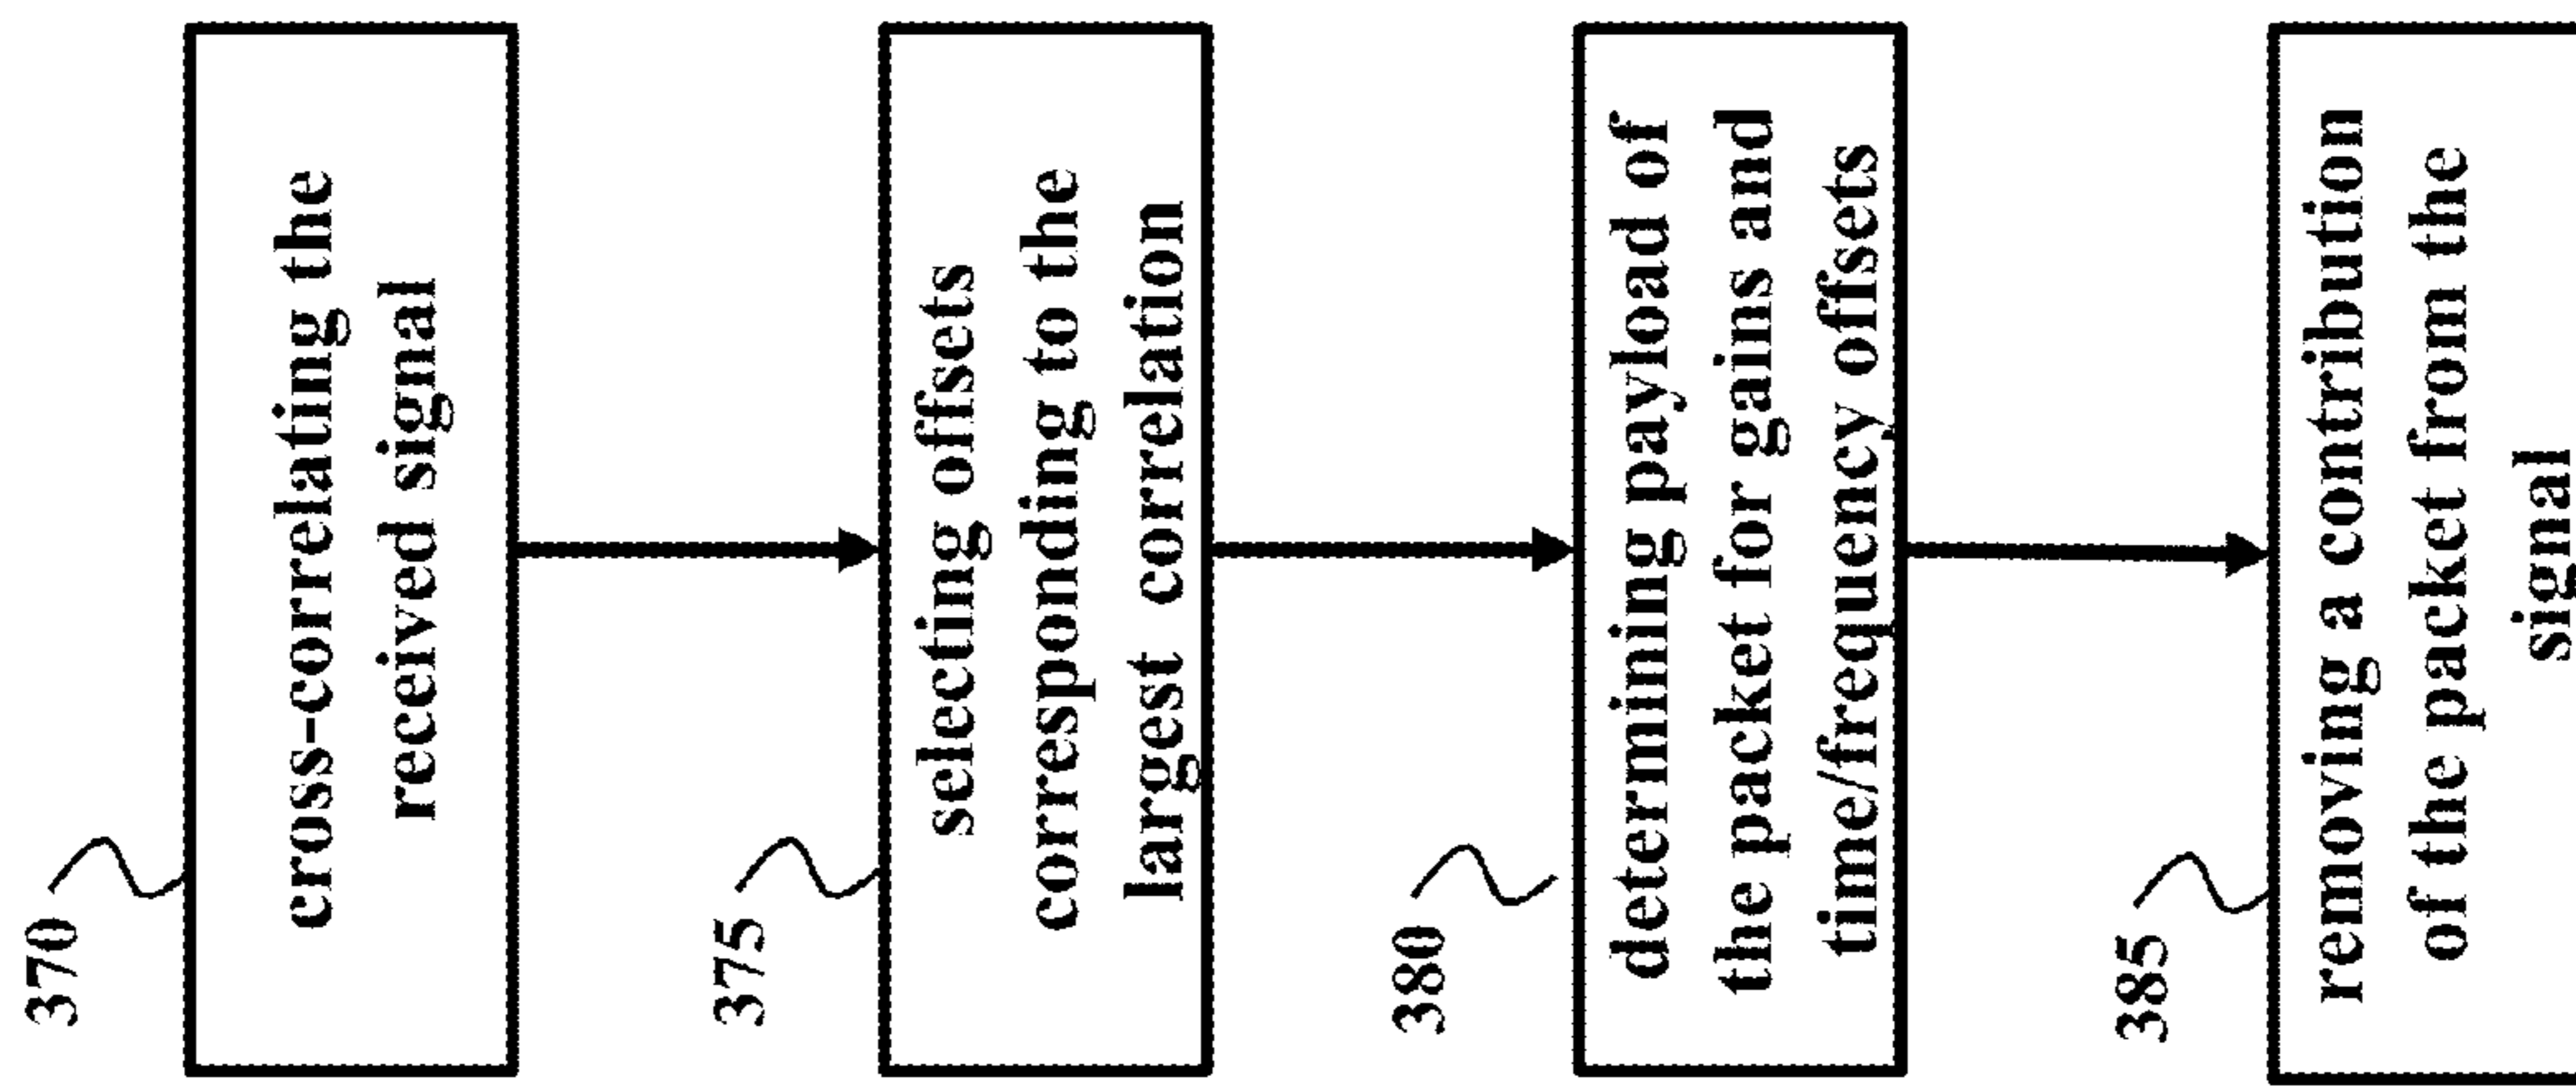 370
cross-correlating the
received signal
375
selecting offsets
corresponding to the
largest correlation
380
determining payload of
the packet for gains and
time/frequency offsets
385
removing a contribution
of the packet from the
signal